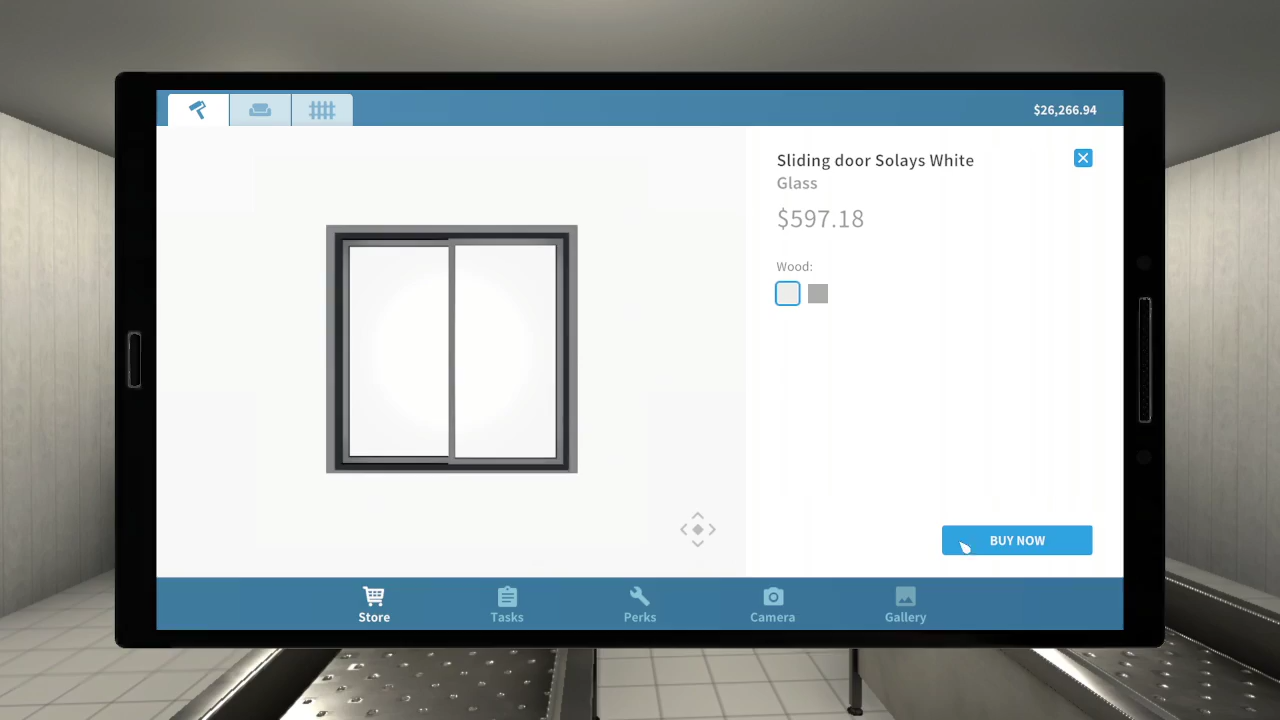 $26,266.94
Sliding door Solays White
Glass
$597.18
Wood:
BUY NOW
Store
Tasks
Perks
Camera
Gallery